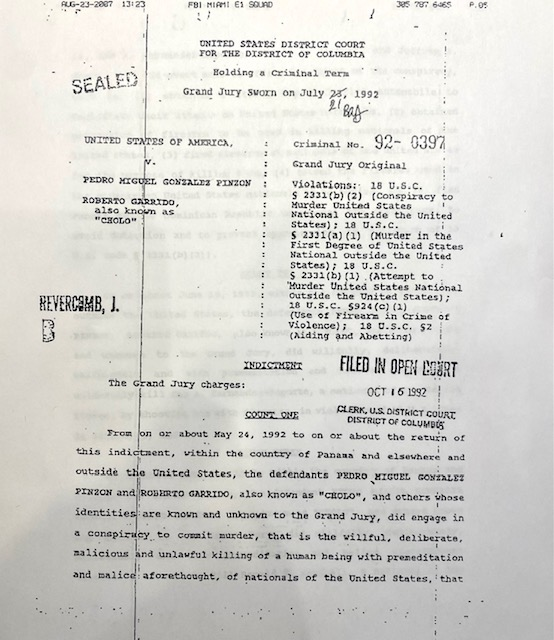 AUG-23-2007 13:23 FBI MIAMI E1 SQUAD 305 787 6465 P.05
UNITED STATES DISTRICT COURT
FOR THE DISTRICT OF COLUMBIA
Holding a Criminal Term
Grand Jury Sworn on July 23, 1992
21
SEALED
UNITED STATES OF AMERICA,
v.
PEDRO MIGUEL GONZALEZ PINZON
ROBERTO GARRIDO,
also known as
"CHOLO"
Criminal No. 92-0397
Grand Jury Original
Violations: 18 U.S.C.
§ 2331(b)(2) (Conspiracy to
Murder United States
National outside the United
States); 18 U.S.C.
§ 2331(a)(1) (Murder in the
First Degree of United States
National outside the United
States); 18 U.S.C.
§ 2331(b)(1) (Attempt to
Murder United States National
Outside the United States);
18 U.S.C. §924(c)(1)
(Use of Firearm in Crime of
Violence); 18 U.S.C. §2
(Aiding and Abetting)
REVERCOMB, J.
B
INDICTMENT
FILED IN OPEN COURT
OCT 16 1992
CLERK, U.S. DISTRICT COURT,
DISTRICT OF COLUMBIA
The Grand Jury charges:
COUNT ONE
From on or about May 24, 1992 to on or about the return of
this indictment, within the country of Panama and elsewhere and
outside the United States, the defendants PEDRO MIGUEL GONZALEZ
PINZON and ROBERTO GARRIDO, also known as "CHOLO", and others whose
identities are known and unknown to the Grand Jury, did engage in
a conspiracy to commit murder, that is the willful, deliberate,
malicious and unlawful killing of a human being with premeditation
and malice aforethought, of nationals of the United States, that